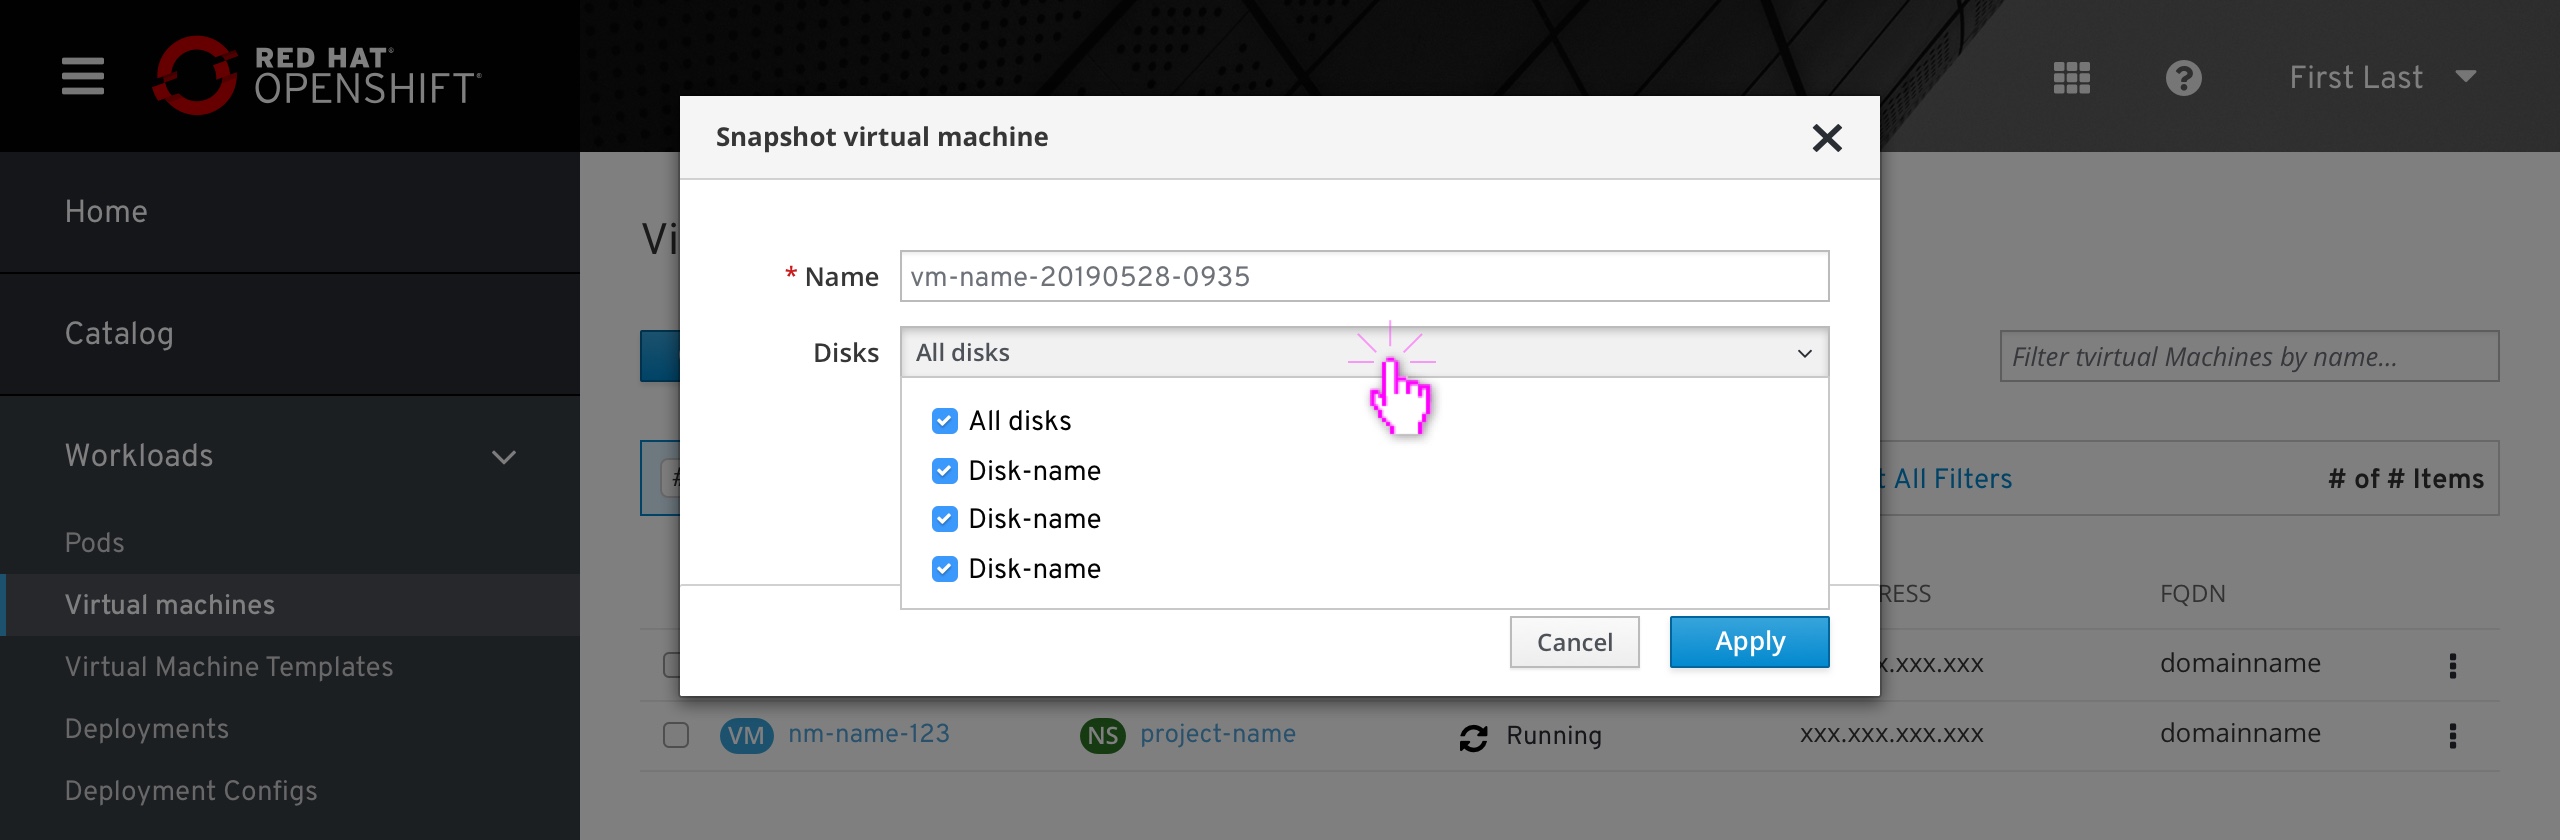 RED HAT®
OPENSHIFT®
First Last
Snapshot virtual machine
Home
Catalog
Workloads
Pods
Virtual machines
Virtual Machine Templates
Deployments
Deployment Configs
* Name
vm-name-20190528-0935
Disks
All disks
All disks
Disk-name
Disk-name
Disk-name
Cancel
Apply
Vi
Filter tvirtual Machines by name...
#
t All Filters
# of # Items
RESS
FQDN
x.xxx.xxx
domainname
VM
nm-name-123
NS
project-name
Running
xxx.xxx.xxx.xxx
domainname